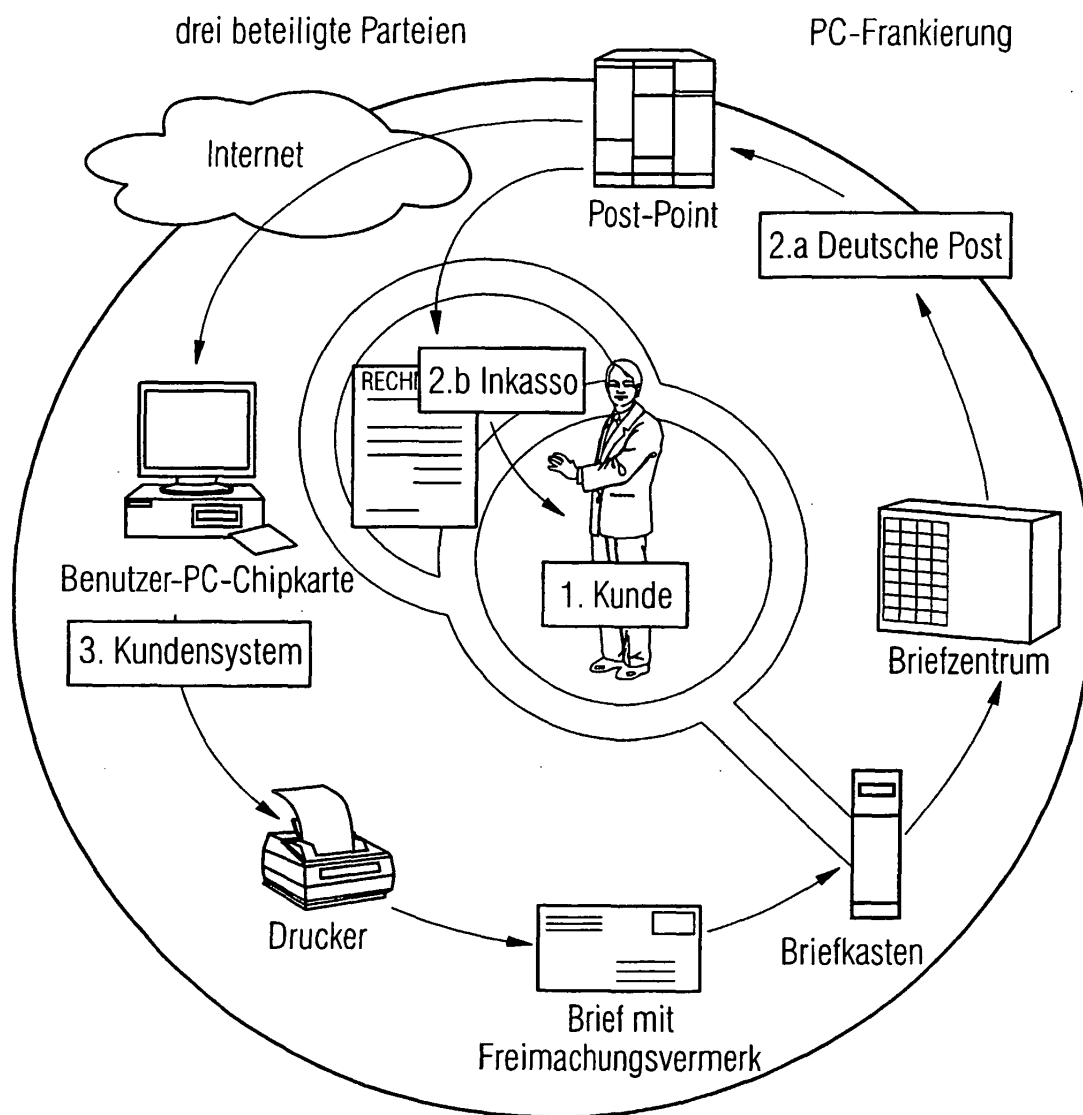 drei beteiligte Parteien
PC-Frankierung
Internet
Post-Point
2.a Deutsche Post
RECHN
2.b Inkasso
Benutzer-PC-Chipkarte
1. Kunde
3. Kundensystem
Briefzentrum
Drucker
Briefkasten
Brief mit
Freimachungsvermerk